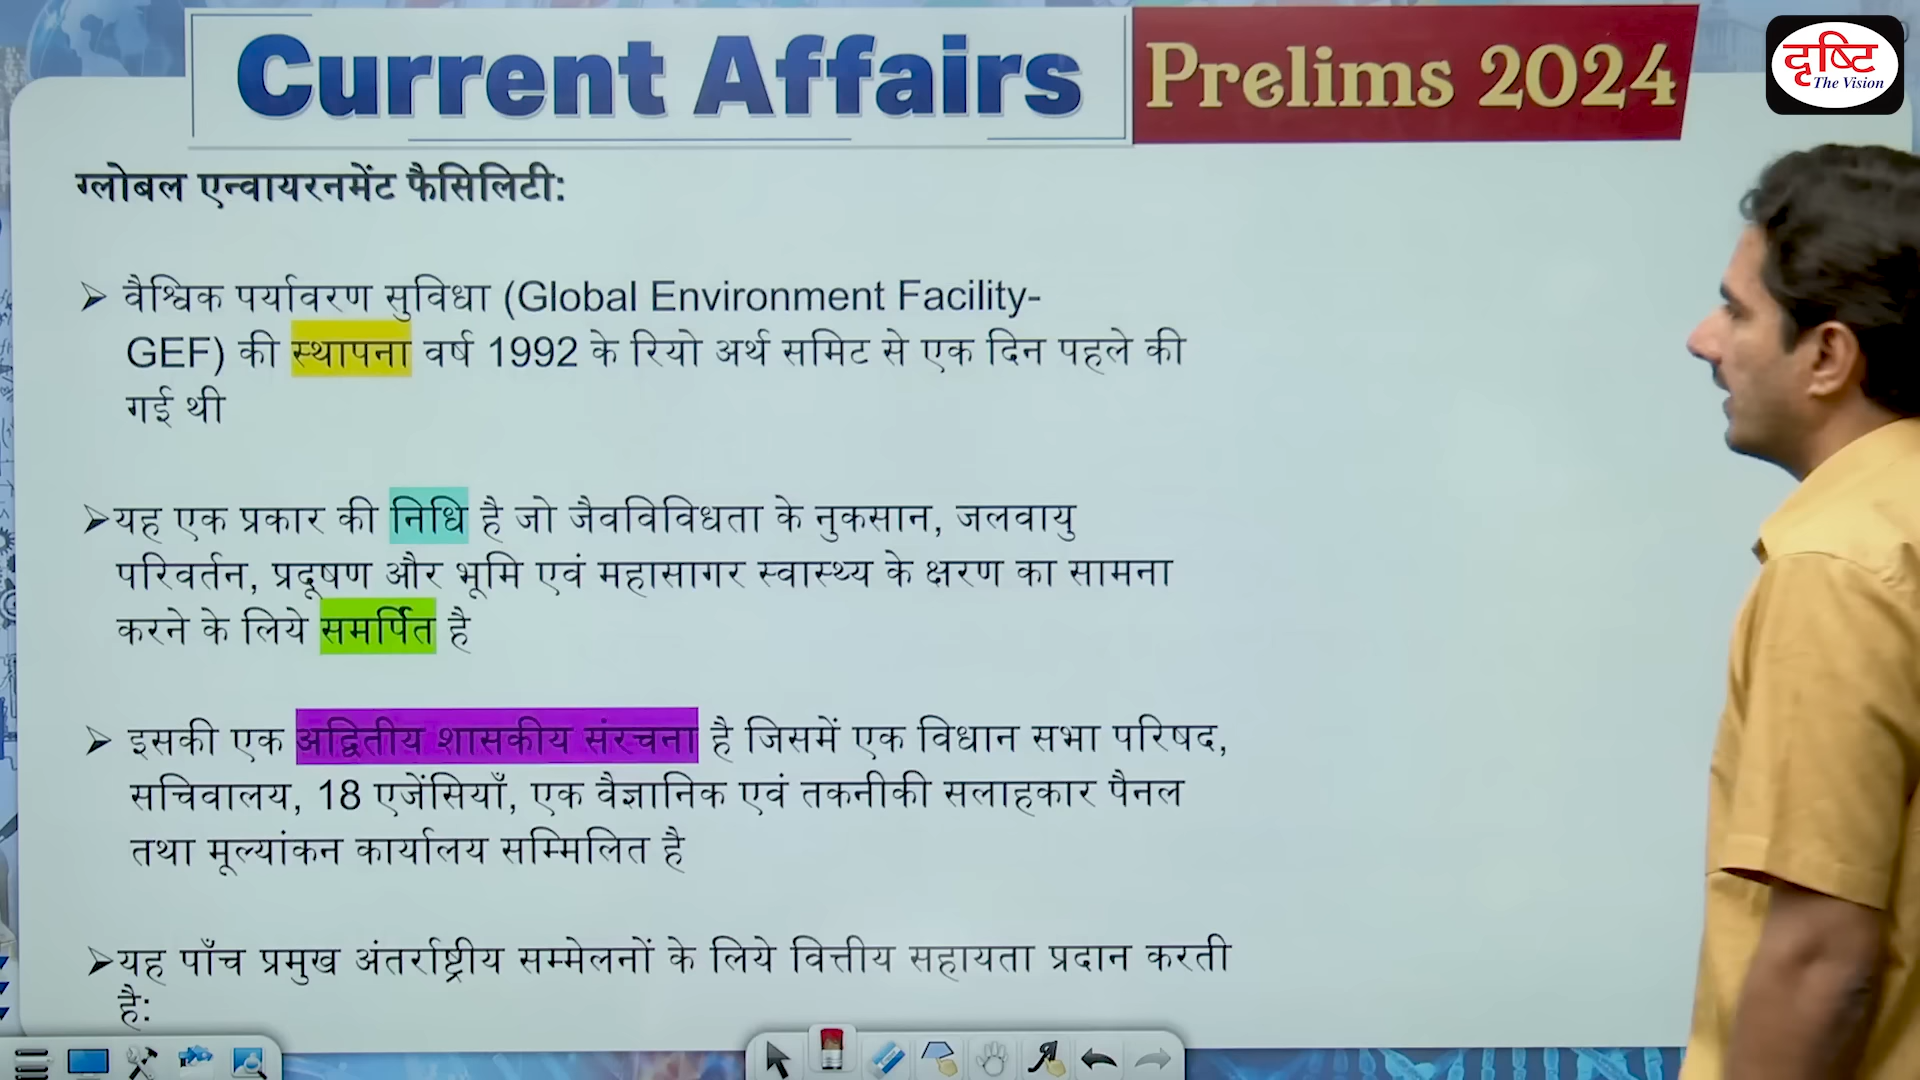 Current Affairs Prelims 2024
दृष्टि
The Vision
ग्लोबल एन्वायरनमेंट फैसिलिटी:
वैश्विक पर्यावरण सुविधा (Global Environment Facility-
GEF) की स्थापना वर्ष 1992 के रियो अर्थ समिट से एक दिन पहले की
गई थी
यह एक प्रकार की निधि है जो जैवविविधता के नुकसान, जलवायु
परिवर्तन, प्रदूषण और भूमि एवं महासागर स्वास्थ्य के क्षरण का सामना
करने के लिये समर्पित है
इसकी एक अद्वितीय शासकीय संरचना है जिसमें एक विधान सभा परिषद,
सचिवालय, 18 एजेंसियाँ, एक वैज्ञानिक एवं तकनीकी सलाहकार पैनल
तथा मूल्यांकन कार्यालय सम्मिलित है
यह पाँच प्रमुख अंतर्राष्ट्रीय सम्मेलनों के लिये वित्तीय सहायता प्रदान करती
है: